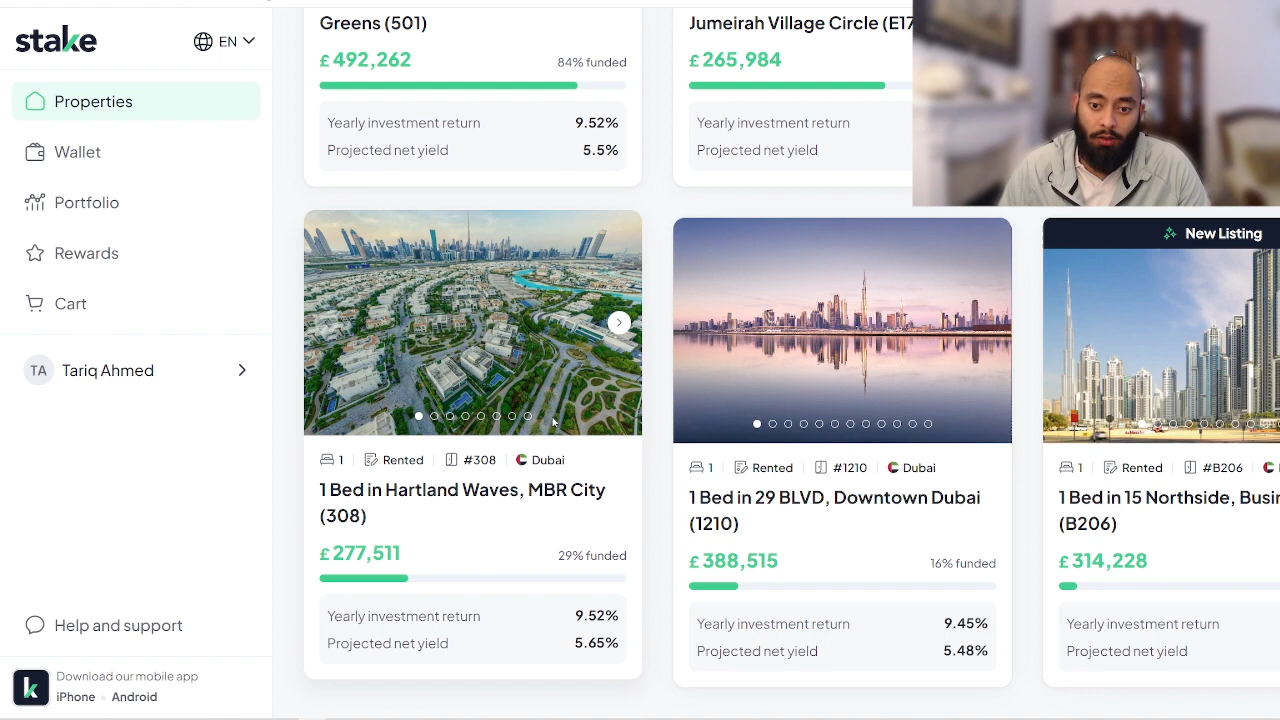 stake
EN
Properties
Wallet
Portfolio
Rewards
Cart
TA Tariq Ahmed
Help and support
Download our mobile app
iPhone Android
Greens (501)
£ 492,262
84% funded
Yearly investment return 9.52%
Projected net yield 5.5%
Jumeirah Village Circle (E17
£ 265,984
Yearly investment return
Projected net yield
1 Rented #308 Dubai
1 Bed in Hartland Waves, MBR City
(308)
£ 277,511
29% funded
Yearly investment return 9.52%
Projected net yield 5.65%
1 Rented #1210 Dubai
1 Bed in 29 BLVD, Downtown Dubai
(1210)
£ 388,515
16% funded
Yearly investment return 9.45%
Projected net yield 5.48%
New Listing
1 Rented #B206
1 Bed in 15 Northside, Busi
(B206)
£ 314,228
Yearly investment return
Projected net yield